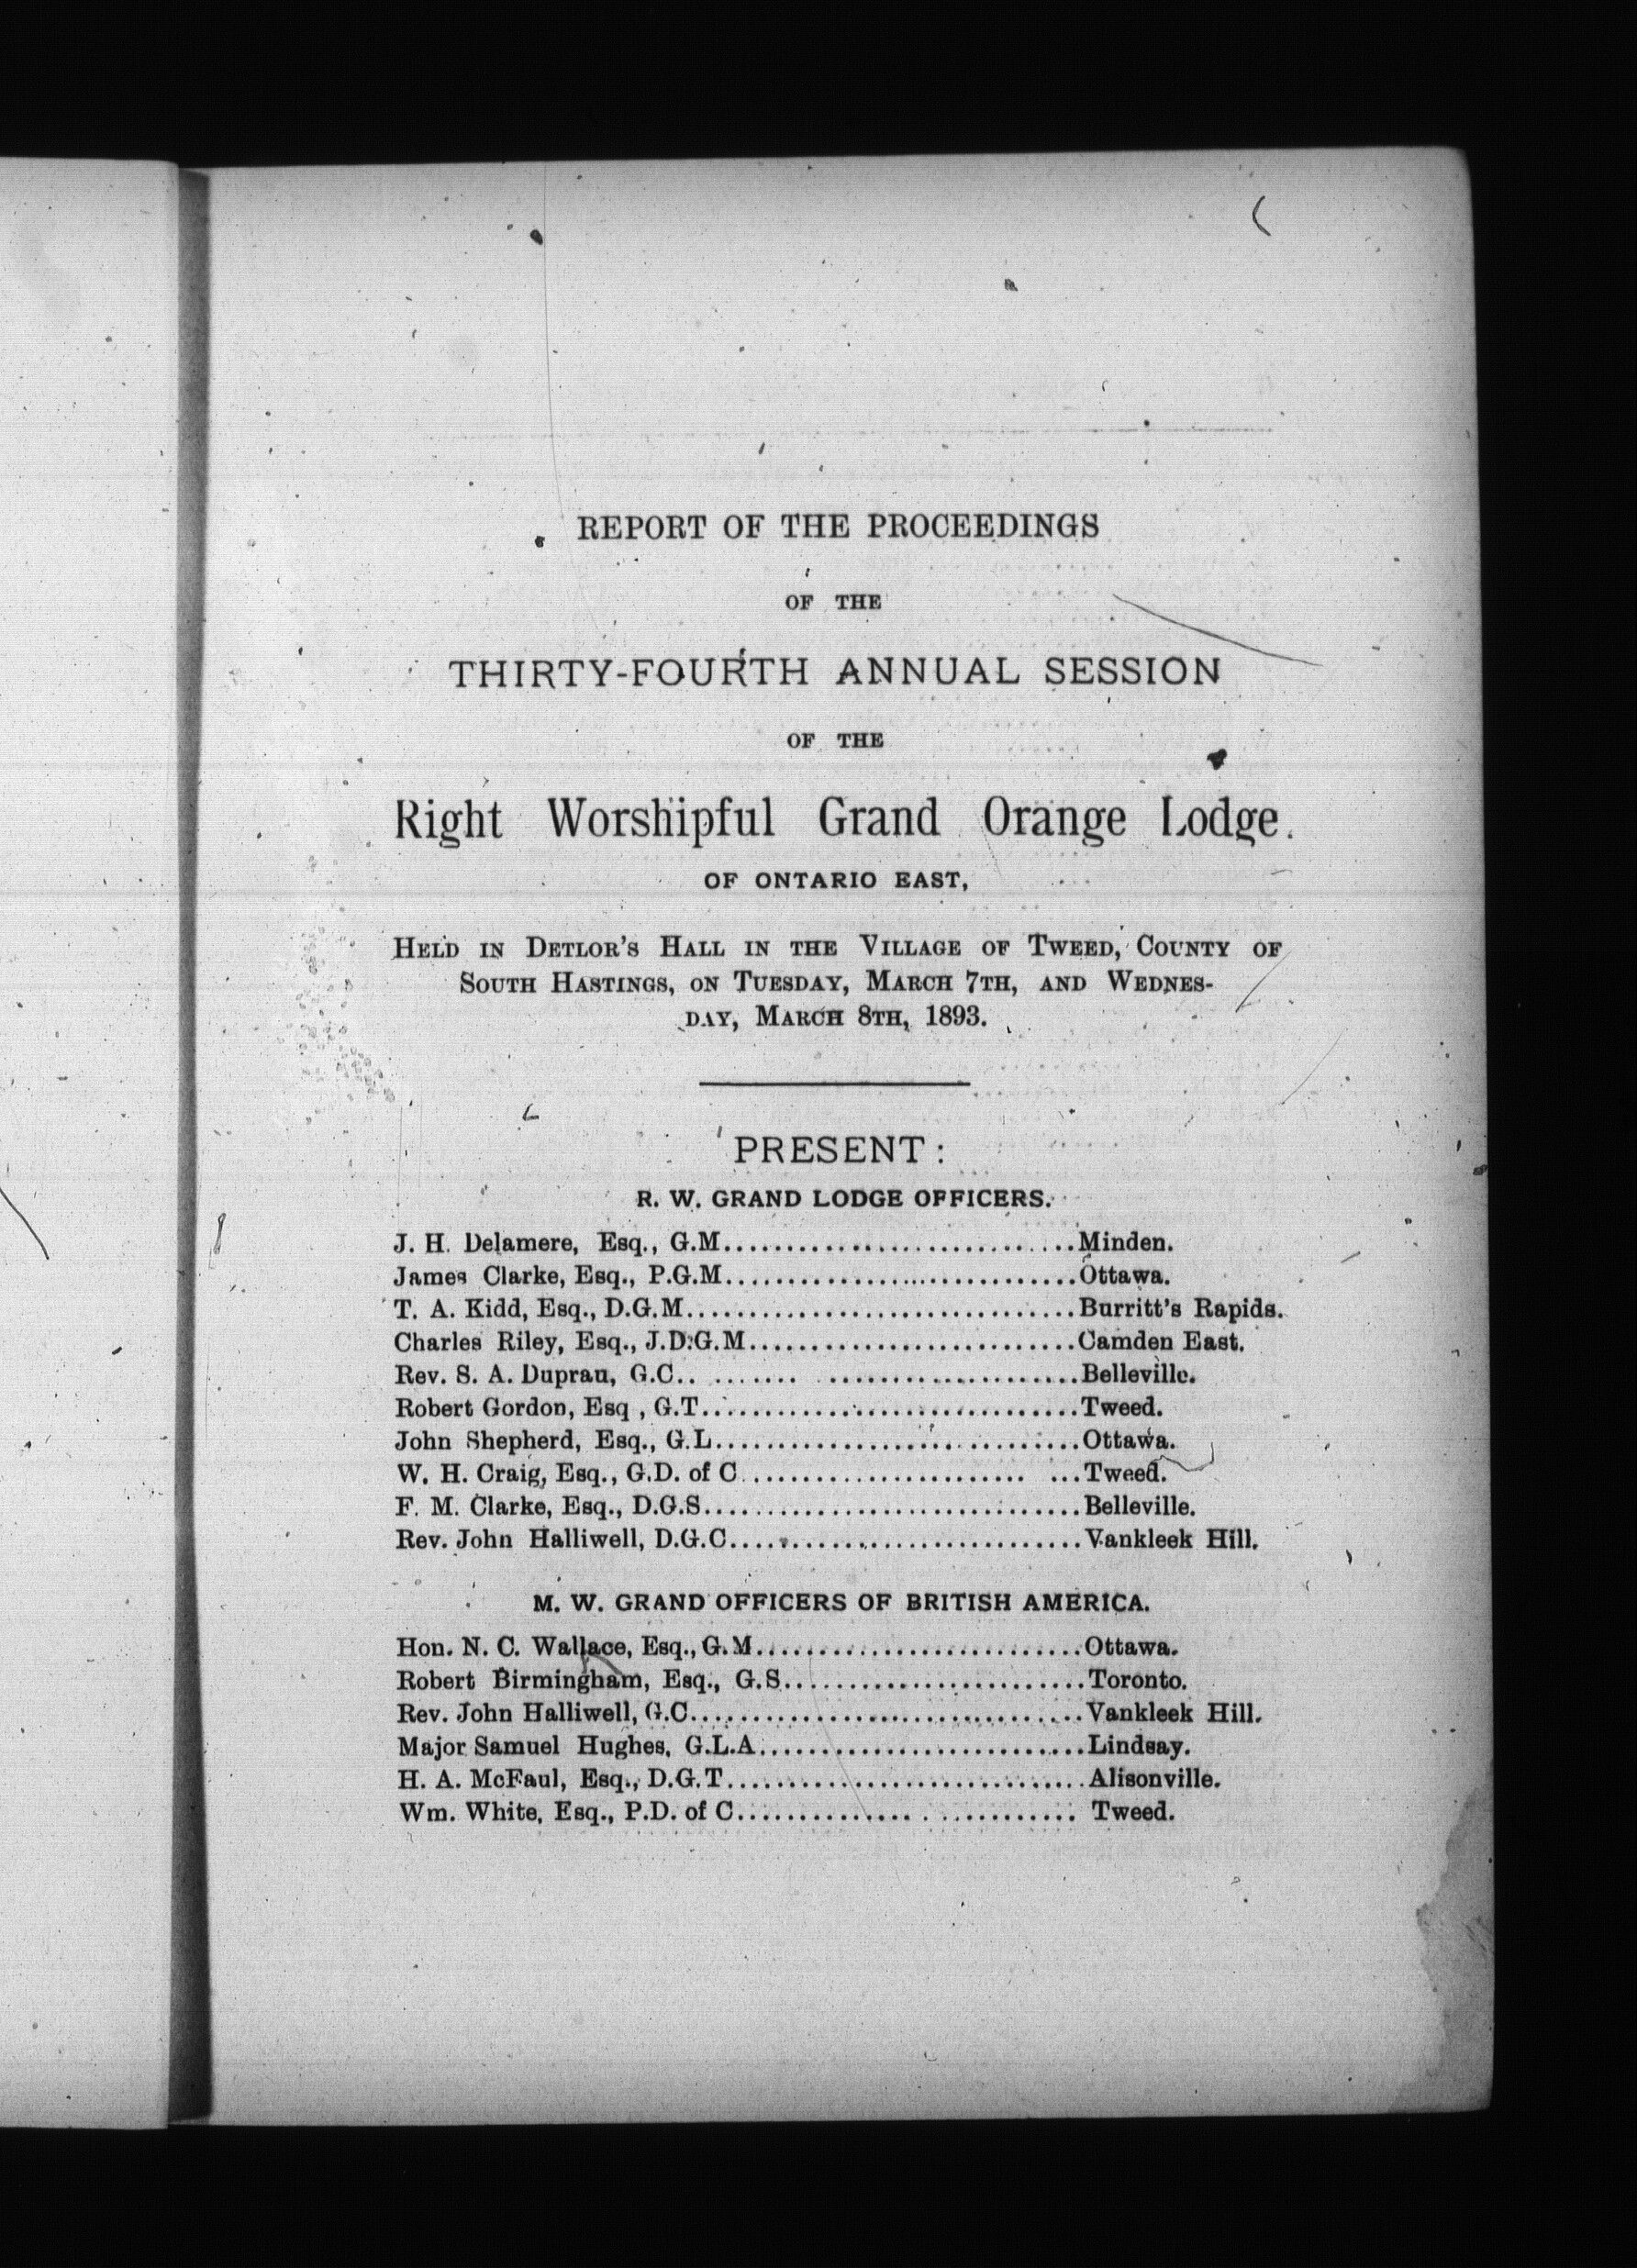 REPORT OF THE PROCEEDINGS
OF THE
THIRTY-FOURTH ANNUAL SESSION
OF THE
Right Worshipful Grand Orange Lodge.
OF ONTARIO EAST,
HELD IN DETLOR'S HALL IN THE VILLAGE OF TWEED, COUNTY OF
SOUTH HASTINGS, ON TUESDAY, MARCH 7TH, AND WEDNES-
DAY, MARCH 8TH, 1893.
PRESENT:
R. W. GRAND LODGE OFFICERS.
J. H. Delamere, Esq., G.M..............................Minden.
James Clarke, Esq., P.G.M..............................Ottawa.
T. A. Kidd, Esq., D.G.M................................Burritt's Rapids.
Charles Riley, Esq., J.D.G.M...........................Camden East.
Rev. S. A. Duprau, G.C.. ....... .....................Belleville.
Robert Gordon, Esq , G.T...............................Tweed.
John Shepherd, Esq., G.L..............................Ottawa.
W. H. Craig, Esq., G.D. of C....................... ...Tweed.
F. M. Clarke, Esq., D.G.S..............................Belleville.
Rev. John Halliwell, D.G.C.............................Vankleek Hill.
M. W. GRAND OFFICERS OF BRITISH AMERICA.
Hon. N. C. Wallace, Esq., G.M...........................Ottawa.
Robert Birmingham, Esq., G.S.........................Toronto.
Rev. John Halliwell, G.C................................Vankleek Hill.
Major Samuel Hughes, G.L.A...........................Lindsay.
H. A. McFaul, Esq., D.G.T..............................Alisonville.
Wm. White, Esq., P.D. of C............... ............. Tweed.